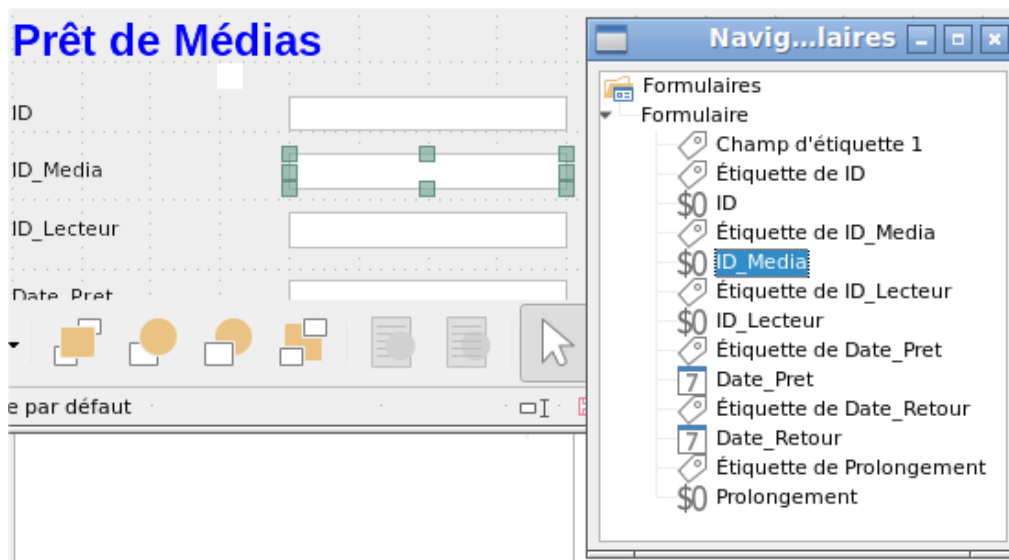 Prêt de Médias
ID
ID_Media
ID_Lecteur
Date_Pret
e par défaut
Navig...laires
Formulaires
Formulaire
Champ d'étiquette 1
Étiquette de ID
ID
Étiquette de ID_Media
ID_Media
Étiquette de ID_Lecteur
ID_Lecteur
Étiquette de Date_Pret
Date_Pret
Étiquette de Date_Retour
Date_Retour
Étiquette de Prolongement
Prolongement